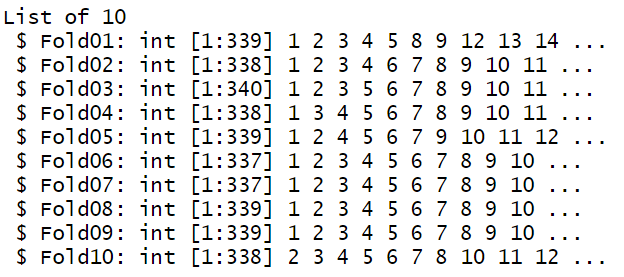 List of 10
 $ Fold01: int [1:339] 1 2 3 4 5 8 9 12 13 14 ...
 $ Fold02: int [1:338] 1 2 3 4 6 7 8 9 10 11 ...
 $ Fold03: int [1:340] 1 2 3 5 6 7 8 9 10 11 ...
 $ Fold04: int [1:338] 1 3 4 5 6 7 8 9 10 11 ...
 $ Fold05: int [1:339] 1 2 4 5 6 7 9 10 11 12 ...
 $ Fold06: int [1:337] 1 2 3 4 5 6 7 8 9 10 ...
 $ Fold07: int [1:337] 1 2 3 4 5 6 7 8 9 10 ...
 $ Fold08: int [1:339] 1 2 3 4 5 6 7 8 9 10 ...
 $ Fold09: int [1:339] 1 2 3 4 5 6 7 8 9 10 ...
 $ Fold10: int [1:338] 2 3 4 5 6 7 8 10 11 12 ...